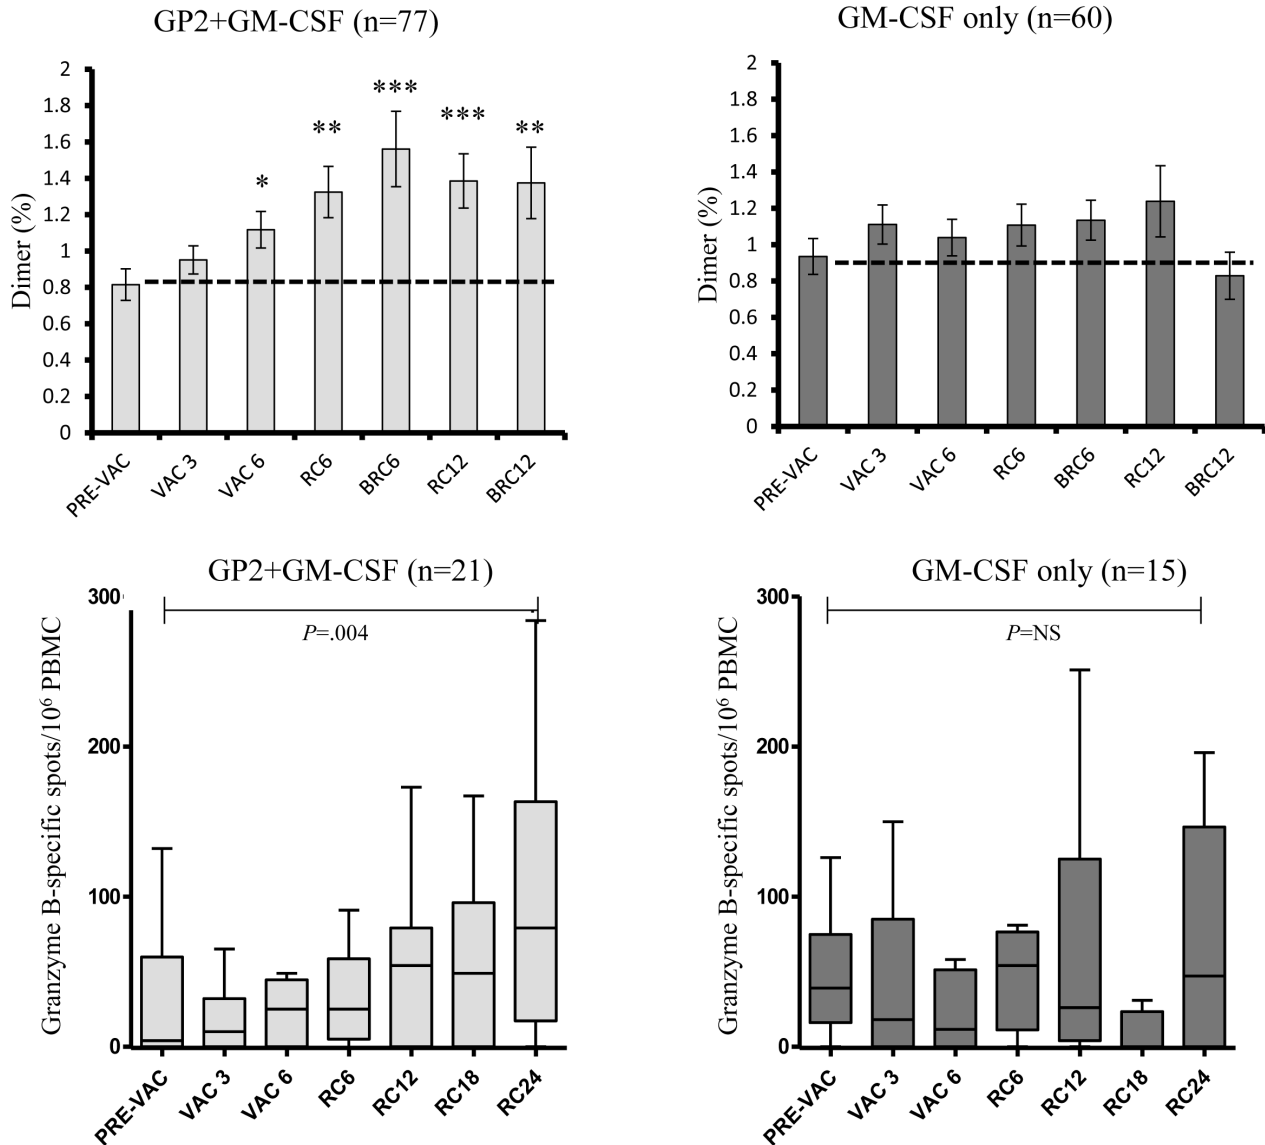 GP2+GM-CSF (n=77)
Dimer (%)
2
1.8
1.6
1.4
1.2
1
0.8
0.6
0.4
0.2
0
*
**
***
***
**
PRE-VAC
VAC 3
VAC 6
RC6
BRC6
RC12
BRC12
GM-CSF only (n=60)
Dimer (%)
2
1.8
1.6
1.4
1.2
1
0.8
0.6
0.4
0.2
0
PRE-VAC
VAC 3
VAC 6
RC6
BRC6
RC12
BRC12
GP2+GM-CSF (n=21)
Granzyme B-specific spots/10⁶ PBMC
300
200
100
0
P=.004
PRE-VAC
VAC 3
VAC 6
RC6
RC12
RC18
RC24
GM-CSF only (n=15)
Granzyme B-specific spots/10⁶ PBMC
300
200
100
0
P=NS
PRE-VAC
VAC 3
VAC 6
RC6
RC12
RC18
RC24